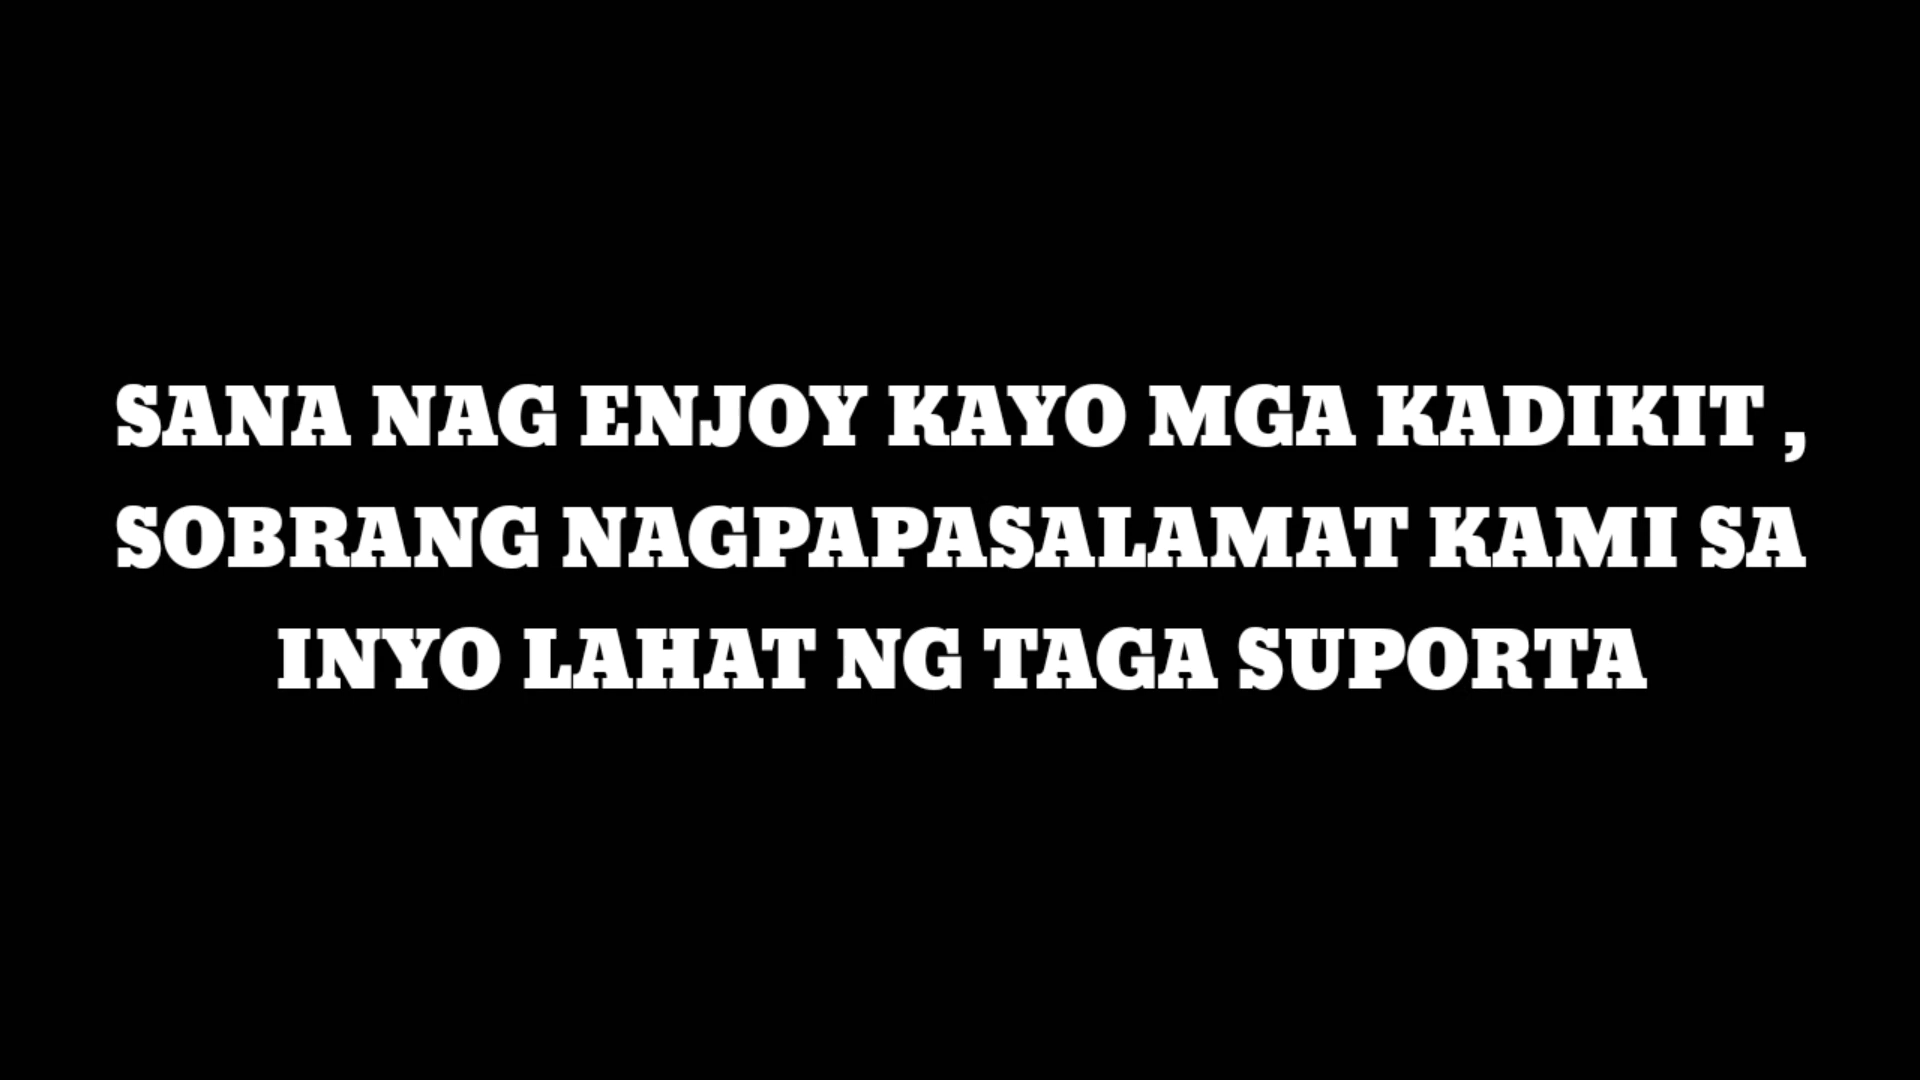 SANA NAG ENJOY KAYO MGA KADIKIT ,
SOBRANG NAGPAPASALAMAT KAMI SA
INYO LAHAT NG TAGA SUPORTA